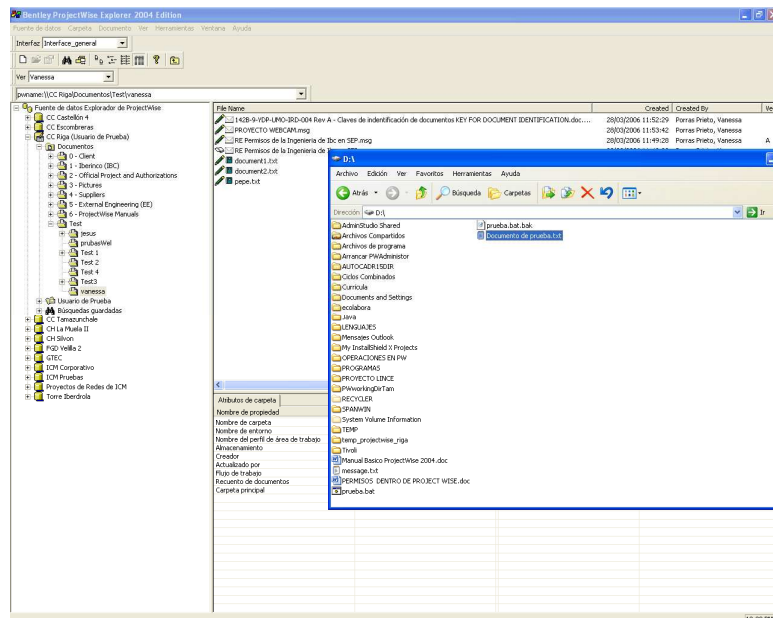 Bentley ProjectWise Explorer 2004 Edition
Fuente de datos Carpeta Documento Ver Herramientas Ventana Ayuda
Interfaz Interface_general
Ver Vanessa
pwname:\\CC Riga\Documentos\Test\vanessa
Fuente de datos Explorador de ProjectWise
CC Castellón 4
CC Escombreras
CC Riga (Usuario de Prueba)
Documentos
0 - Client
1 - Iberinco (IBC)
2 - Official Project and Authorizations
3 - Pictures
4 - Suppliers
5 - External Engineering (EE)
6 - ProjectWise Manuals
Test
jesus
prubasWel
Test 1
Test 2
Test 4
Test3
vanessa
Usuario de Prueba
Búsquedas guardadas
CC Tamazunchale
CH La Muela II
CH Silvon
FGD Velilla 2
GTEC
ICM Corporativo
ICM Pruebas
Proyectos de Redes de ICM
Torre Iberdrola
File Name Created Created By Ve
142B-9-YDP-UMO-IRD-004 Rev A - Claves de indentificación de documentos KEY FOR DOCUMENT IDENTIFICATION.doc.... 28/03/2006 11:52:29 Porras Prieto, Vanessa
PROYECTO WEBCAM.msg 28/03/2006 11:53:42 Porras Prieto, Vanessa
RE Permisos de la Ingenieria de Ibc en SEP.msg 28/03/2006 11:49:28 Porras Prieto, Vanessa A
RE Permisos de la Ingenieria de
document1.txt
document2.txt
pepe.txt
D:\
Archivo Edición Ver Favoritos Herramientas Ayuda
Atrás Búsqueda Carpetas
Dirección D:\ Ir
AdminStudio Shared
Archivos Compartidos
Archivos de programa
Arrancar PWAdministor
AUTOCADR15DIR
Ciclos Combinados
Curricula
Documents and Settings
ecolabora
Java
LENGUAJES
Mensajes Outlook
My InstallShield X Projects
OPERACIONES EN PW
PROGRAMAS
PROYECTO LINCE
PWworkingDirTam
RECYCLER
SPANWIN
System Volume Information
TEMP
temp_projectwise_riga
Tivoli
Manual Basico ProjectWise 2004.doc
message.txt
PERMISOS DENTRO DE PROJECT WISE.doc
prueba.bat
prueba.bat.bak
Documento de prueba.txt
Atributos de carpeta
Nombre de propiedad
Nombre de carpeta
Nombre de entorno
Nombre del perfil de área de trabajo
Almacenamiento
Creador
Actualizado por
Flujo de trabajo
Recuento de documentos
Carpeta principal